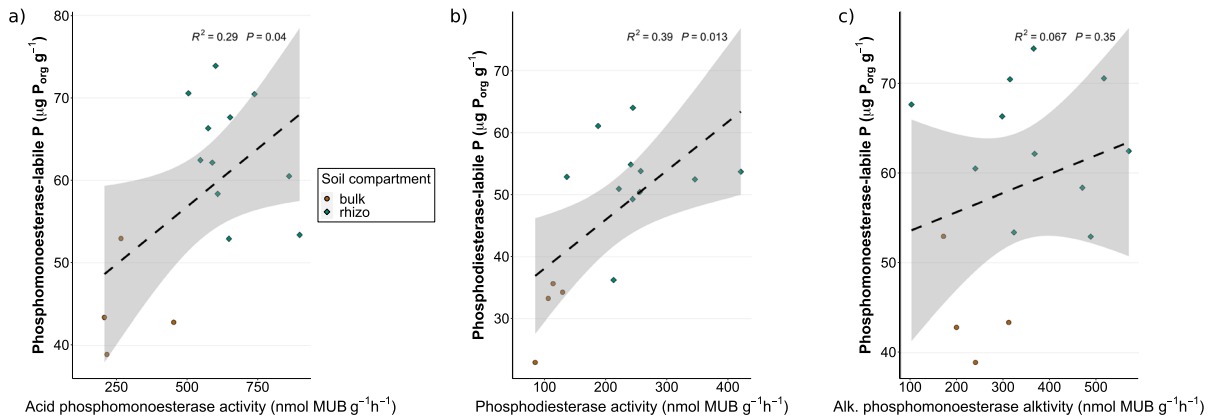 a)
Phosphomonoesterase-labile P (µg P_org g⁻¹)
80
70
60
50
40
R² = 0.29 P = 0.04
250 500 750
Acid phosphomonoesterase activity (nmol MUB g⁻¹h⁻¹)
Soil compartment
bulk
rhizo
b)
Phosphodiesterase-labile P (µg P_org g⁻¹)
70
60
50
40
30
R² = 0.39 P = 0.013
100 200 300 400
Phosphodiesterase activity (nmol MUB g⁻¹h⁻¹)
c)
Phosphomonoesterase-labile P (µg P_org g⁻¹)
70
60
50
40
R² = 0.067 P = 0.35
100 200 300 400 500
Alk. phosphomonoesterase alktivity (nmol MUB g⁻¹h⁻¹)